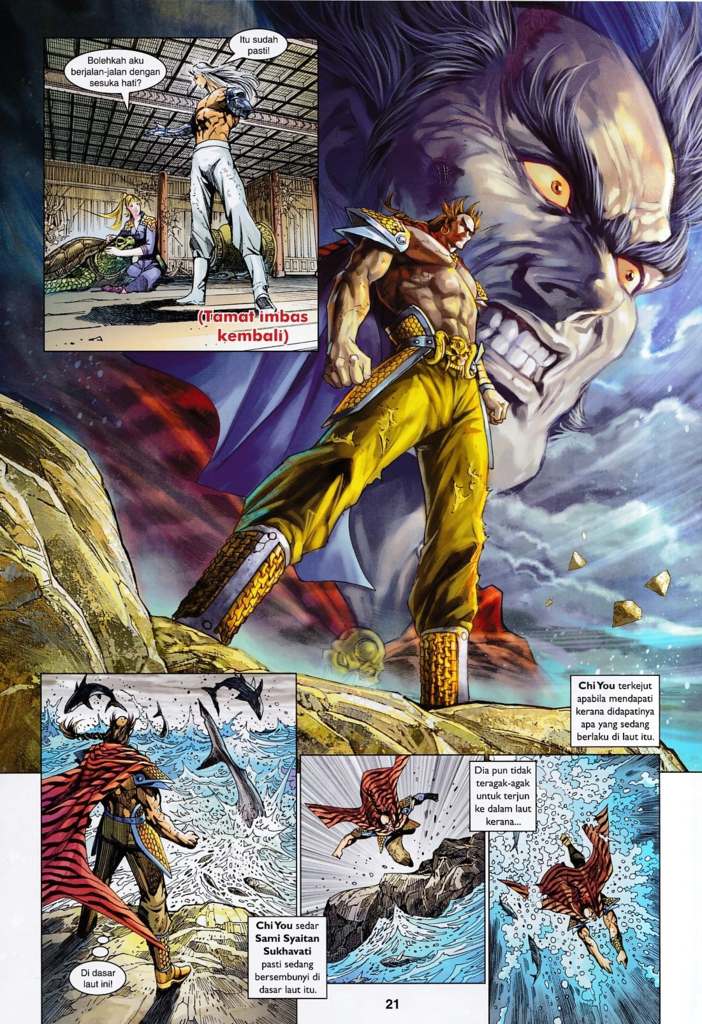 Bolehkah aku
berjalan-jalan dengan
sesuka hati?
Itu sudah
pasti!
(Tamat imbas
kembali)
Chi You terkejut
apabila mendapati
kerana didapatinya
apa yang sedang
berlaku di laut itu.
Di dasar
laut ini!
Chi You sedar
Sami Syaitan
Sukhavati
pasti sedang
bersembunyi di
dasar laut itu.
Dia pun tidak
teragak-agak
untuk terjun
ke dalam laut
kerana...
21